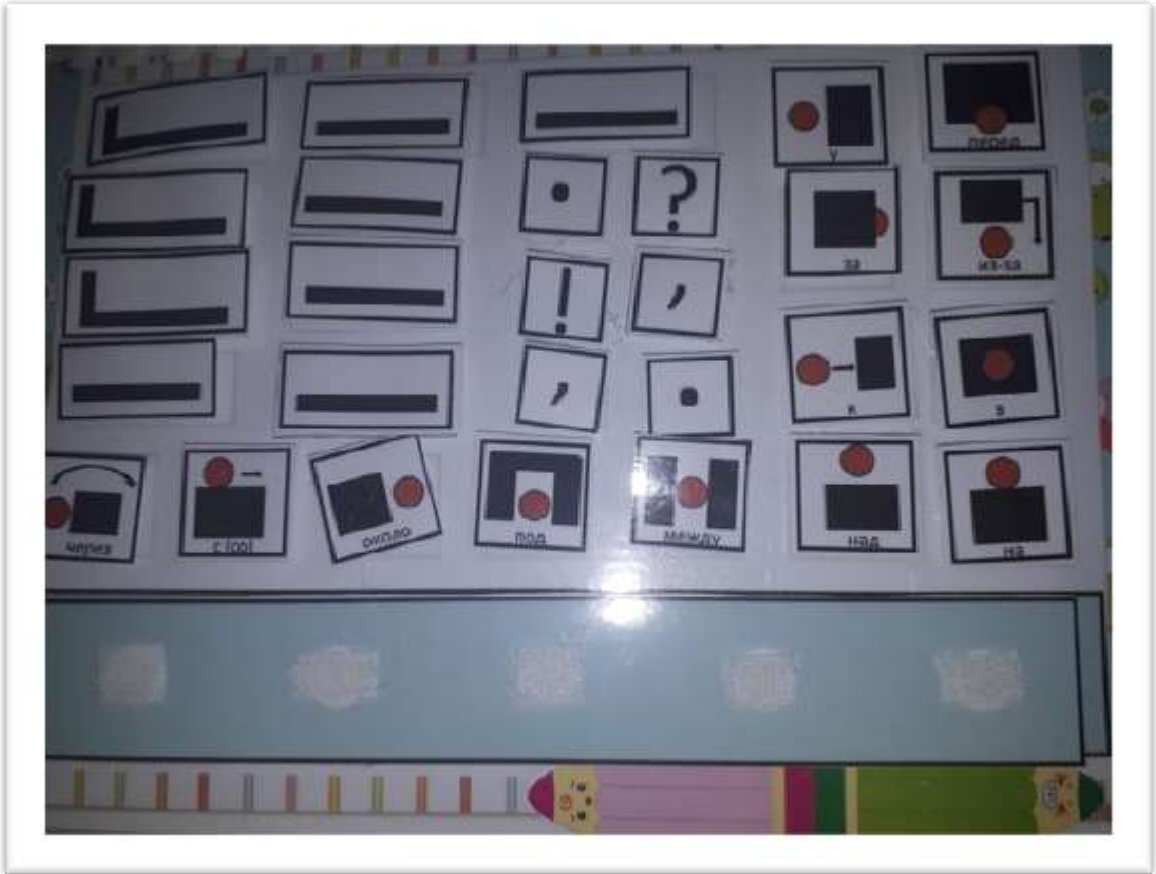 у
перед
?
за
из-за
!
,
к
в
,
через
с (со)
около
под
между
над
на